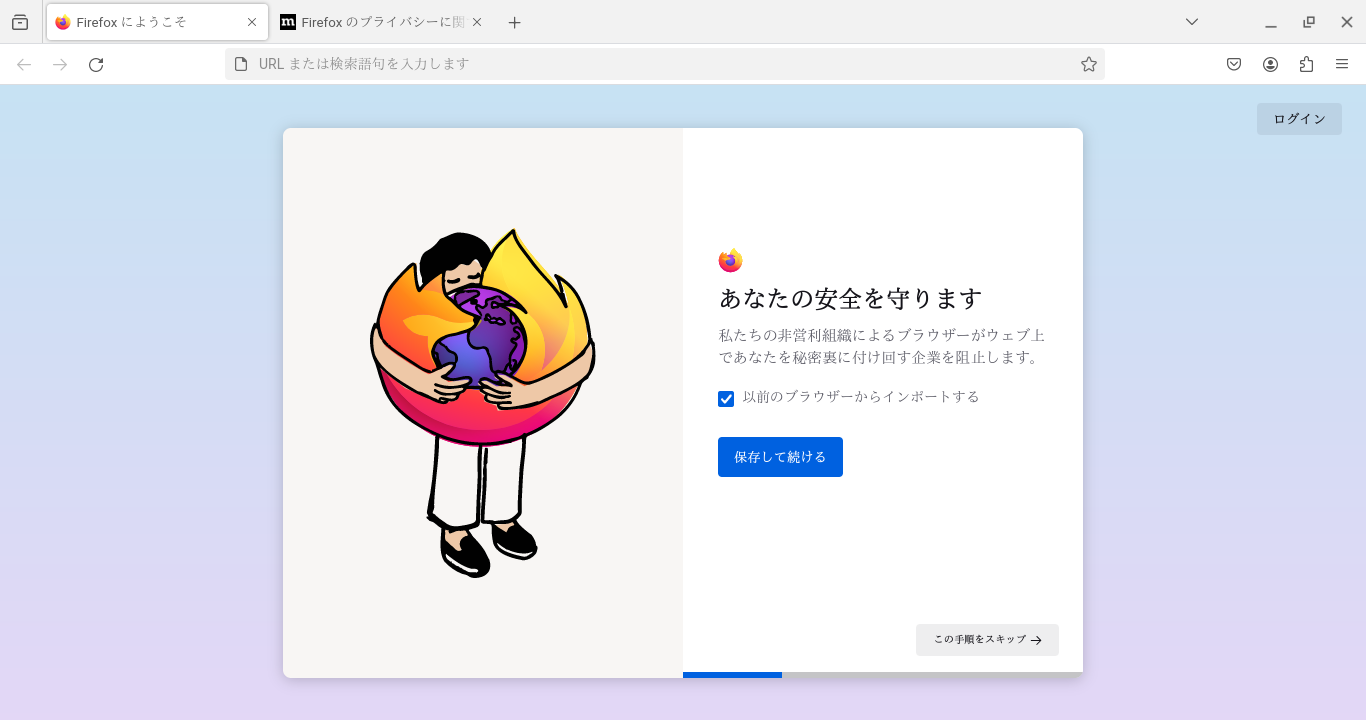 Firefox にようこそ
Firefox のプライバシーに関
URL または検索語句を入力します
ログイン
あなたの安全を守ります
私たちの非営利組織によるブラウザーがウェブ上
であなたを秘密裏に付け回す企業を阻止します。
以前のブラウザーからインポートする
保存して続ける
この手順をスキップ